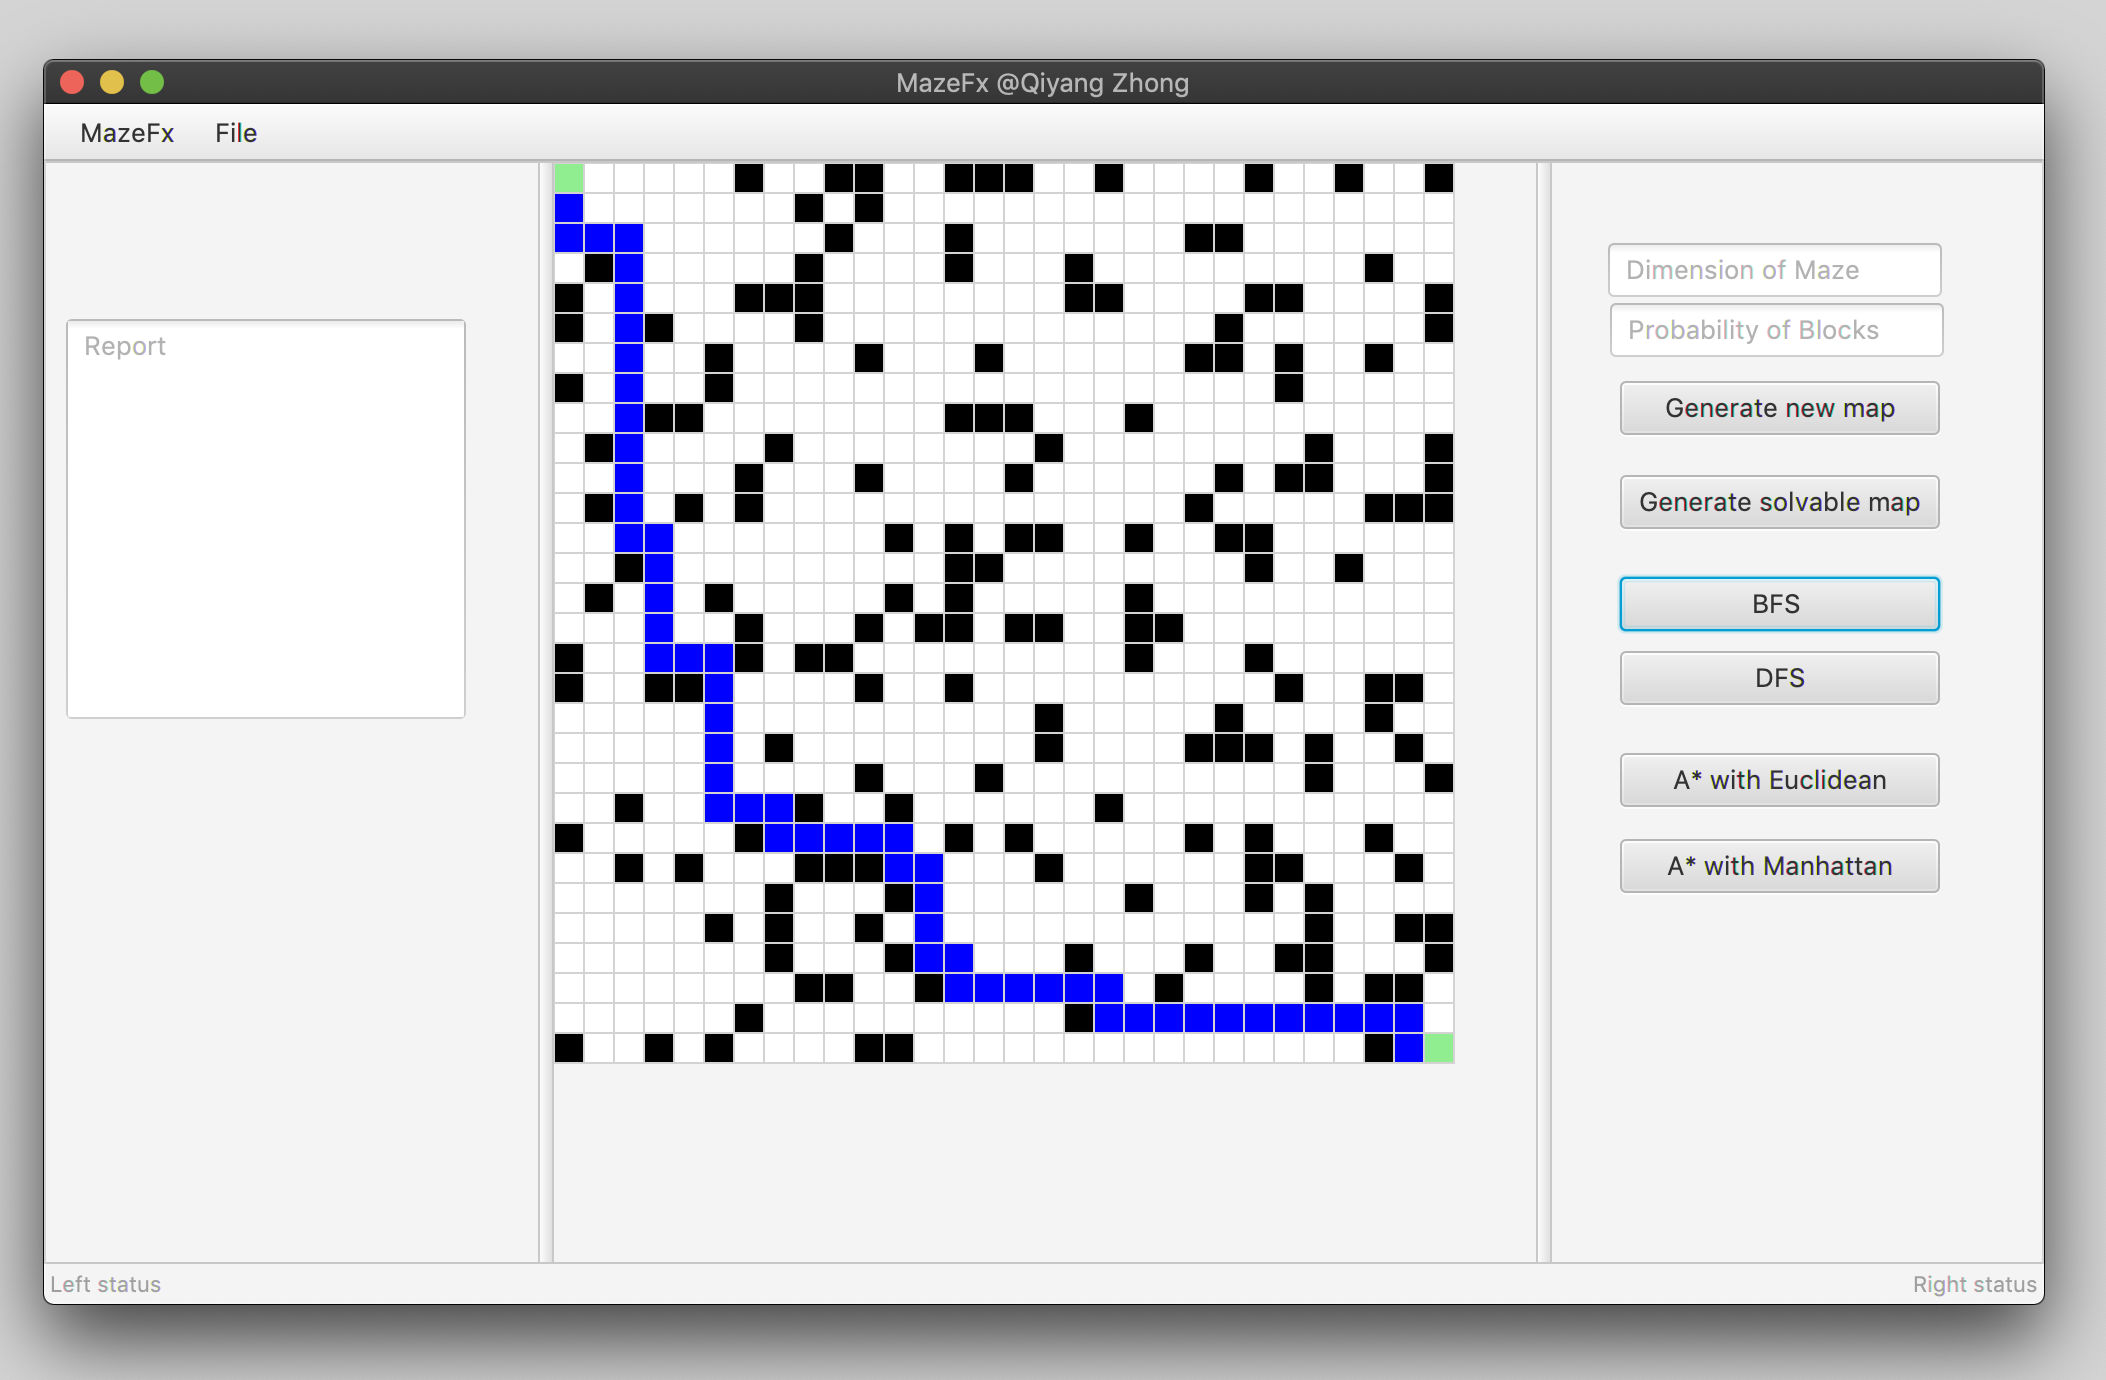 MazeFx @Qiyang Zhong
MazeFx File
Report
Dimension of Maze
Probability of Blocks
Generate new map
Generate solvable map
BFS
DFS
A* with Euclidean
A* with Manhattan
Left status
Right status